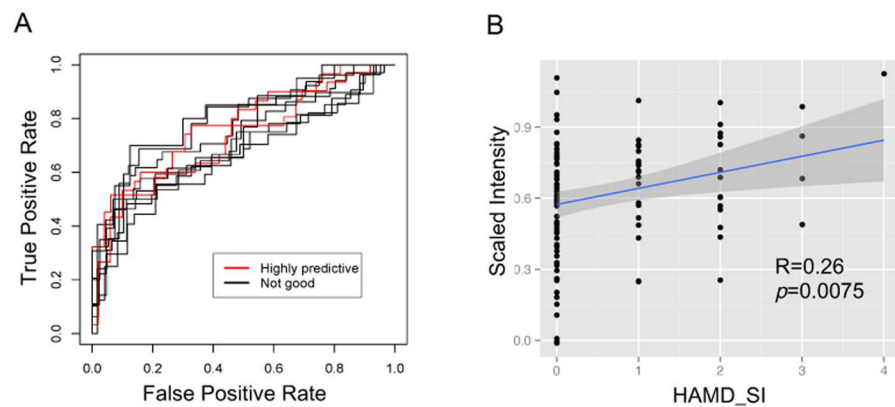 A
1.0
0.8
0.6
0.4
0.2
0.0
True Positive Rate
Highly predictive
Not good
0.0 0.2 0.4 0.6 0.8 1.0
False Positive Rate
B
0.9
0.6
0.3
0.0
Scaled Intensity
R=0.26
p=0.0075
0 1 2 3 4
HAMD_SI